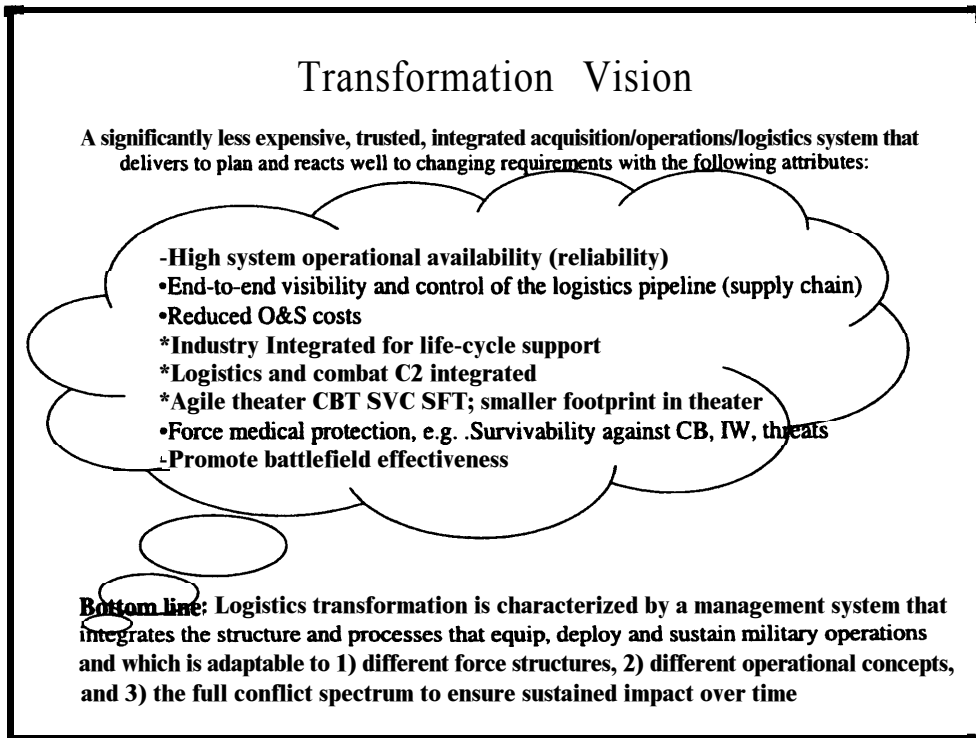 Transformation Vision
A significantly less expensive, trusted, integrated acquisition/operations/logistics system that
delivers to plan and reacts well to changing requirements with the following attributes:
-High system operational availability (reliability)
•End-to-end visibility and control of the logistics pipeline (supply chain)
•Reduced O&S costs
*Industry Integrated for life-cycle support
*Logistics and combat C2 integrated
*Agile theater CBT SVC SFT; smaller footprint in theater
•Force medical protection, e.g. .Survivability against CB, IW, threats
-Promote battlefield effectiveness
Bottom line: Logistics transformation is characterized by a management system that
integrates the structure and processes that equip, deploy and sustain military operations
and which is adaptable to 1) different force structures, 2) different operational concepts,
and 3) the full conflict spectrum to ensure sustained impact over time